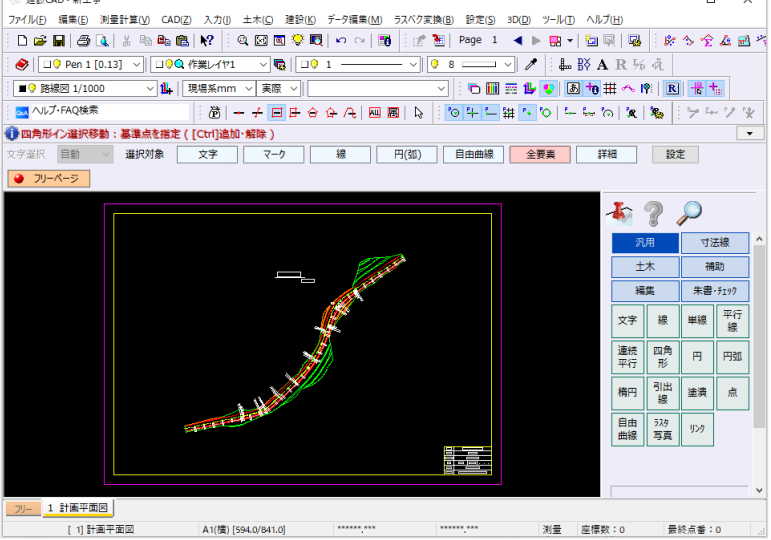 建設CAD - 新工事
ファイル(F) 編集(E) 測量計算(V) CAD(Z) 入力(I) 土木(C) 建設(K) データ編集(M) ラスベク変換(B) 設定(S) 3D(D) ツール(T) ヘルプ(H)
Page 1
Pen 1 [0.13] 作業レイヤ1 1 8 BY A R
路線図 1/1000 現場系mm 実際
Q&A ヘルプ・FAQ検索
四角形イン選択移動：基準点を指定 ( [Ctrl]追加・解除 )
文字選択 自動 選択対象 文字 マーク 線 円(弧) 自由曲線 全要素 詳細 設定
フリーページ
汎用 寸法線
土木 補助
編集 朱書・チェック
文字 線 単線 平行線
連続平行 四角形 円 円弧
楕円 引出線 塗潰 点
自由曲線 ラスタ写真 リンク
フリー 1 計画平面図
[ 1] 計画平面図 A1(横) [594.0/841.0] ******.*** ******.*** 測量 座標数：0 最終点番：0